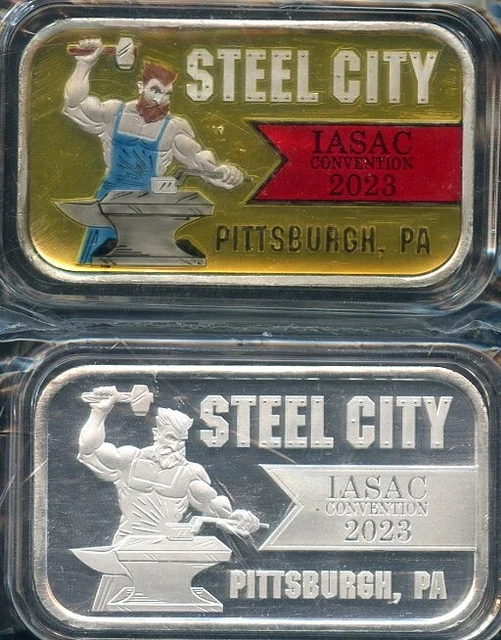 STEEL CITY
IASAC
CONVENTION
2023
PITTSBURGH, PA
STEEL CITY
IASAC
CONVENTION
2023
PITTSBURGH, PA